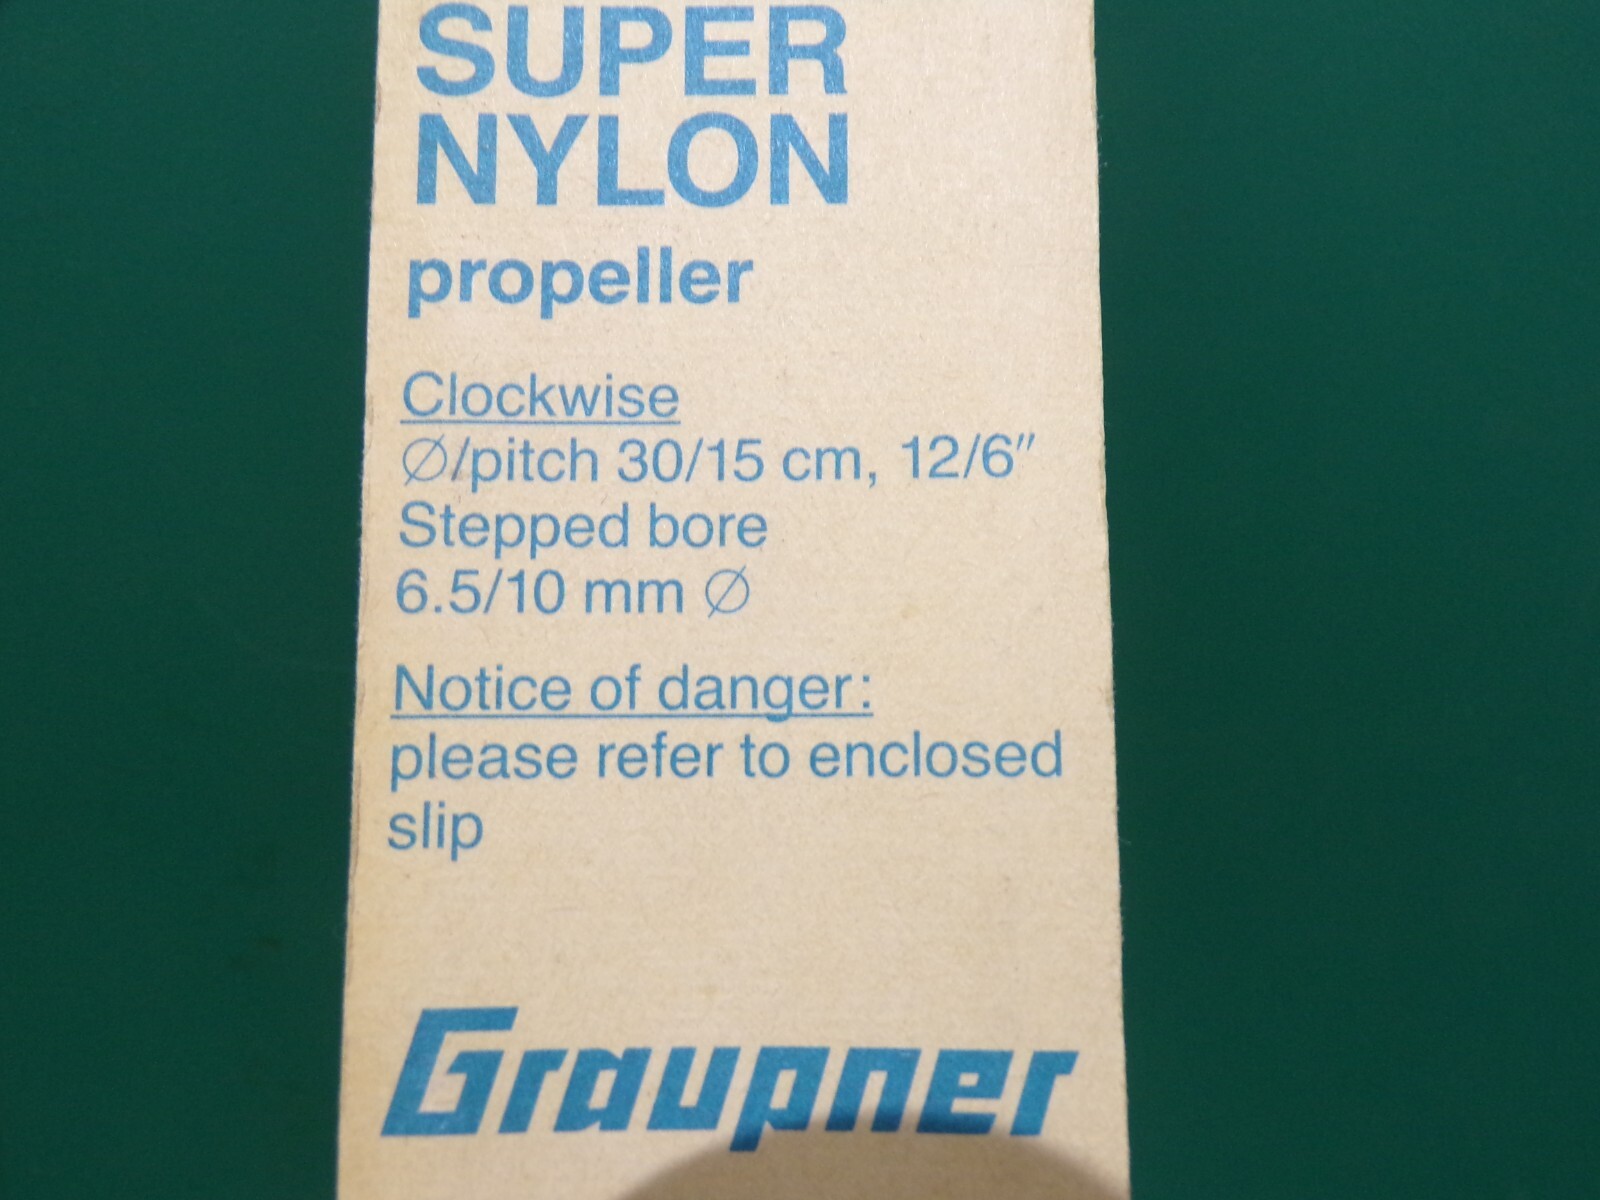 SUPER
NYLON
propeller
Clockwise
∅/pitch 30/15 cm, 12/6″
Stepped bore
6.5/10 mm ∅
Notice of danger:
please refer to enclosed
slip
Graupner